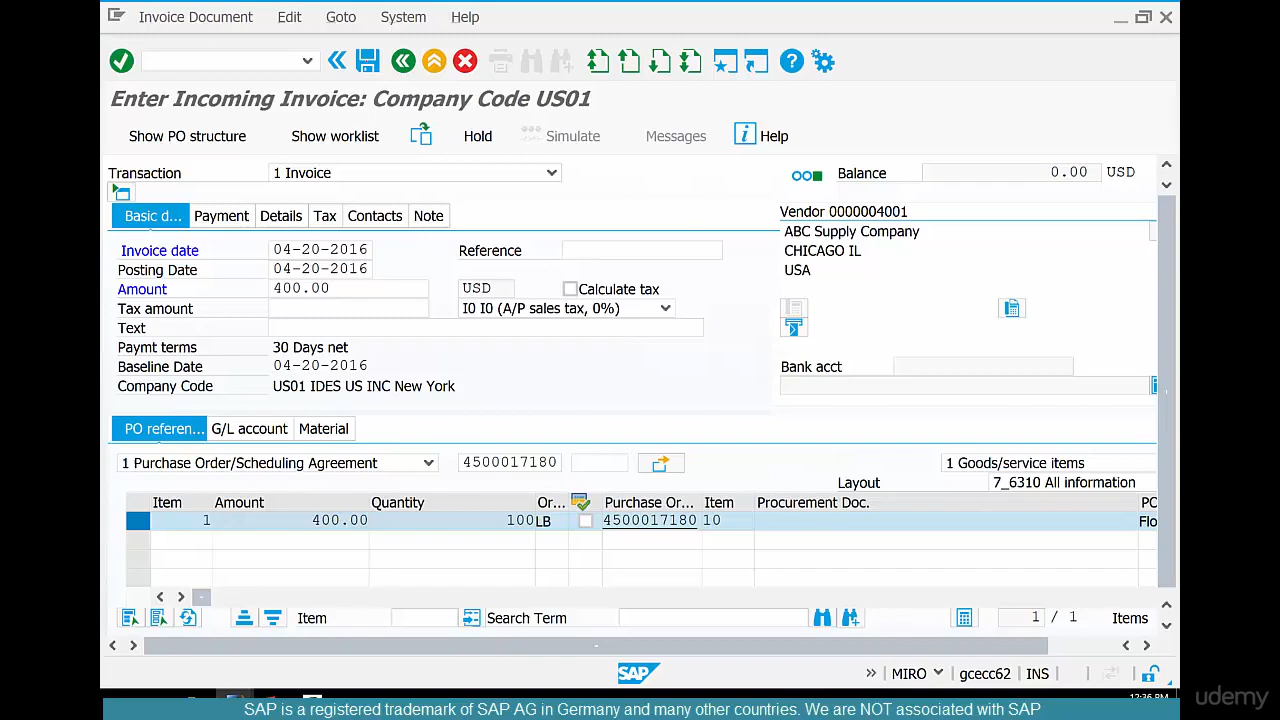 Invoice Document Edit Goto System Help
Enter Incoming Invoice: Company Code US01
Show PO structure Show worklist Hold Simulate Messages i Help
Transaction 1 Invoice Balance 0.00 USD
Basic d... Payment Details Tax Contacts Note
Vendor 0000004001
ABC Supply Company
CHICAGO IL
USA
Invoice date 04-20-2016 Reference
Posting Date 04-20-2016
Amount 400.00 USD Calculate tax
Tax amount I0 I0 (A/P sales tax, 0%)
Text
Paymt terms 30 Days net
Baseline Date 04-20-2016
Company Code US01 IDES US INC New York
Bank acct
PO referen... G/L account Material
1 Purchase Order/Scheduling Agreement 4500017180 1 Goods/service items
Layout 7_6310 All information
Item Amount Quantity Or... Purchase Or... Item Procurement Doc. PO
1 400.00 100 LB 4500017180 10 Flo
Item Search Term 1 / 1 Items
SAP MIRO gcecc62 INS
12:36 PM
udemy
SAP is a registered trademark of SAP AG in Germany and many other countries. We are NOT associated with SAP